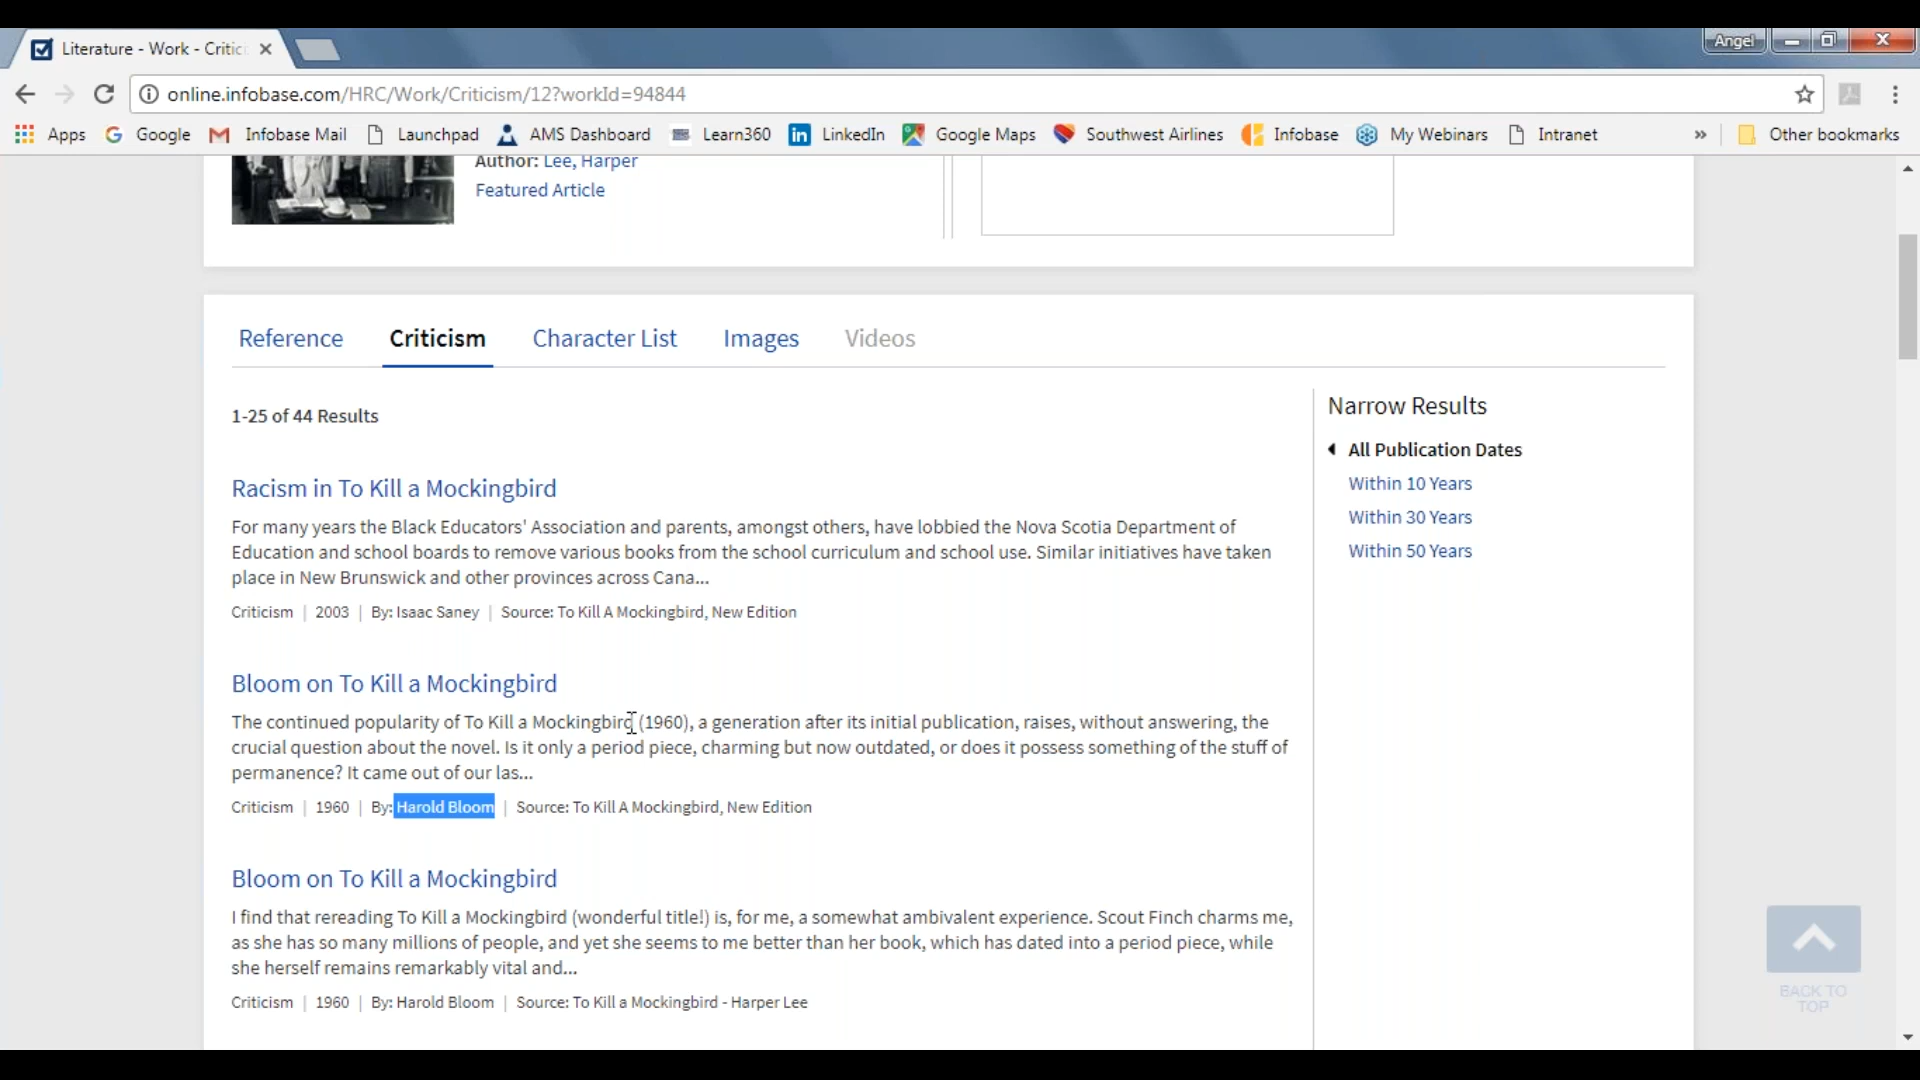 Literature - Work - Critici
Angel
online.infobase.com/HRC/Work/Criticism/12?workId=94844
Apps Google Infobase Mail Launchpad AMS Dashboard Learn360 LinkedIn Google Maps Southwest Airlines Infobase My Webinars Intranet » Other bookmarks
Author: Lee, Harper
Featured Article
Reference Criticism Character List Images Videos
1-25 of 44 Results
Racism in To Kill a Mockingbird
For many years the Black Educators' Association and parents, amongst others, have lobbied the Nova Scotia Department of
Education and school boards to remove various books from the school curriculum and school use. Similar initiatives have taken
place in New Brunswick and other provinces across Cana...
Criticism | 2003 | By: Isaac Saney | Source: To Kill A Mockingbird, New Edition
Bloom on To Kill a Mockingbird
The continued popularity of To Kill a Mockingbird (1960), a generation after its initial publication, raises, without answering, the
crucial question about the novel. Is it only a period piece, charming but now outdated, or does it possess something of the stuff of
permanence? It came out of our las...
Criticism | 1960 | By: Harold Bloom | Source: To Kill A Mockingbird, New Edition
Bloom on To Kill a Mockingbird
I find that rereading To Kill a Mockingbird (wonderful title!) is, for me, a somewhat ambivalent experience. Scout Finch charms me,
as she has so many millions of people, and yet she seems to me better than her book, which has dated into a period piece, while
she herself remains remarkably vital and...
Criticism | 1960 | By: Harold Bloom | Source: To Kill a Mockingbird - Harper Lee
Narrow Results
All Publication Dates
Within 10 Years
Within 30 Years
Within 50 Years
BACK TO
TOP